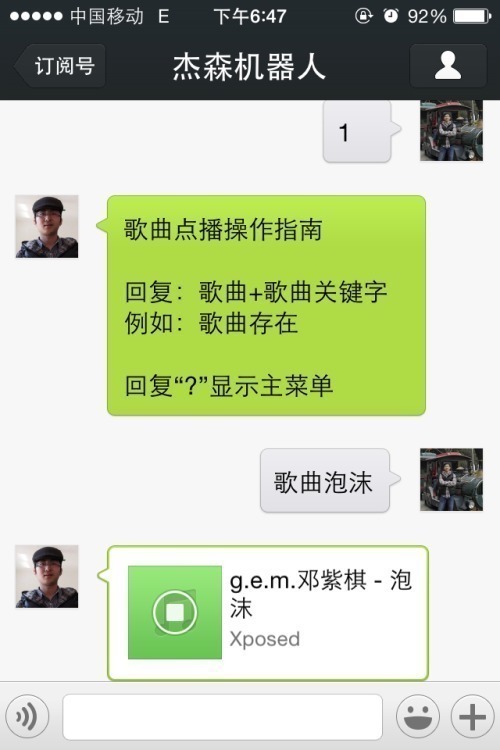 中国移动 E 下午6:47 92%
订阅号 杰森机器人
1
歌曲点播操作指南
回复：歌曲+歌曲关键字
例如：歌曲存在
回复“?”显示主菜单
歌曲泡沫
g.e.m.邓紫棋 - 泡
沫
Xposed